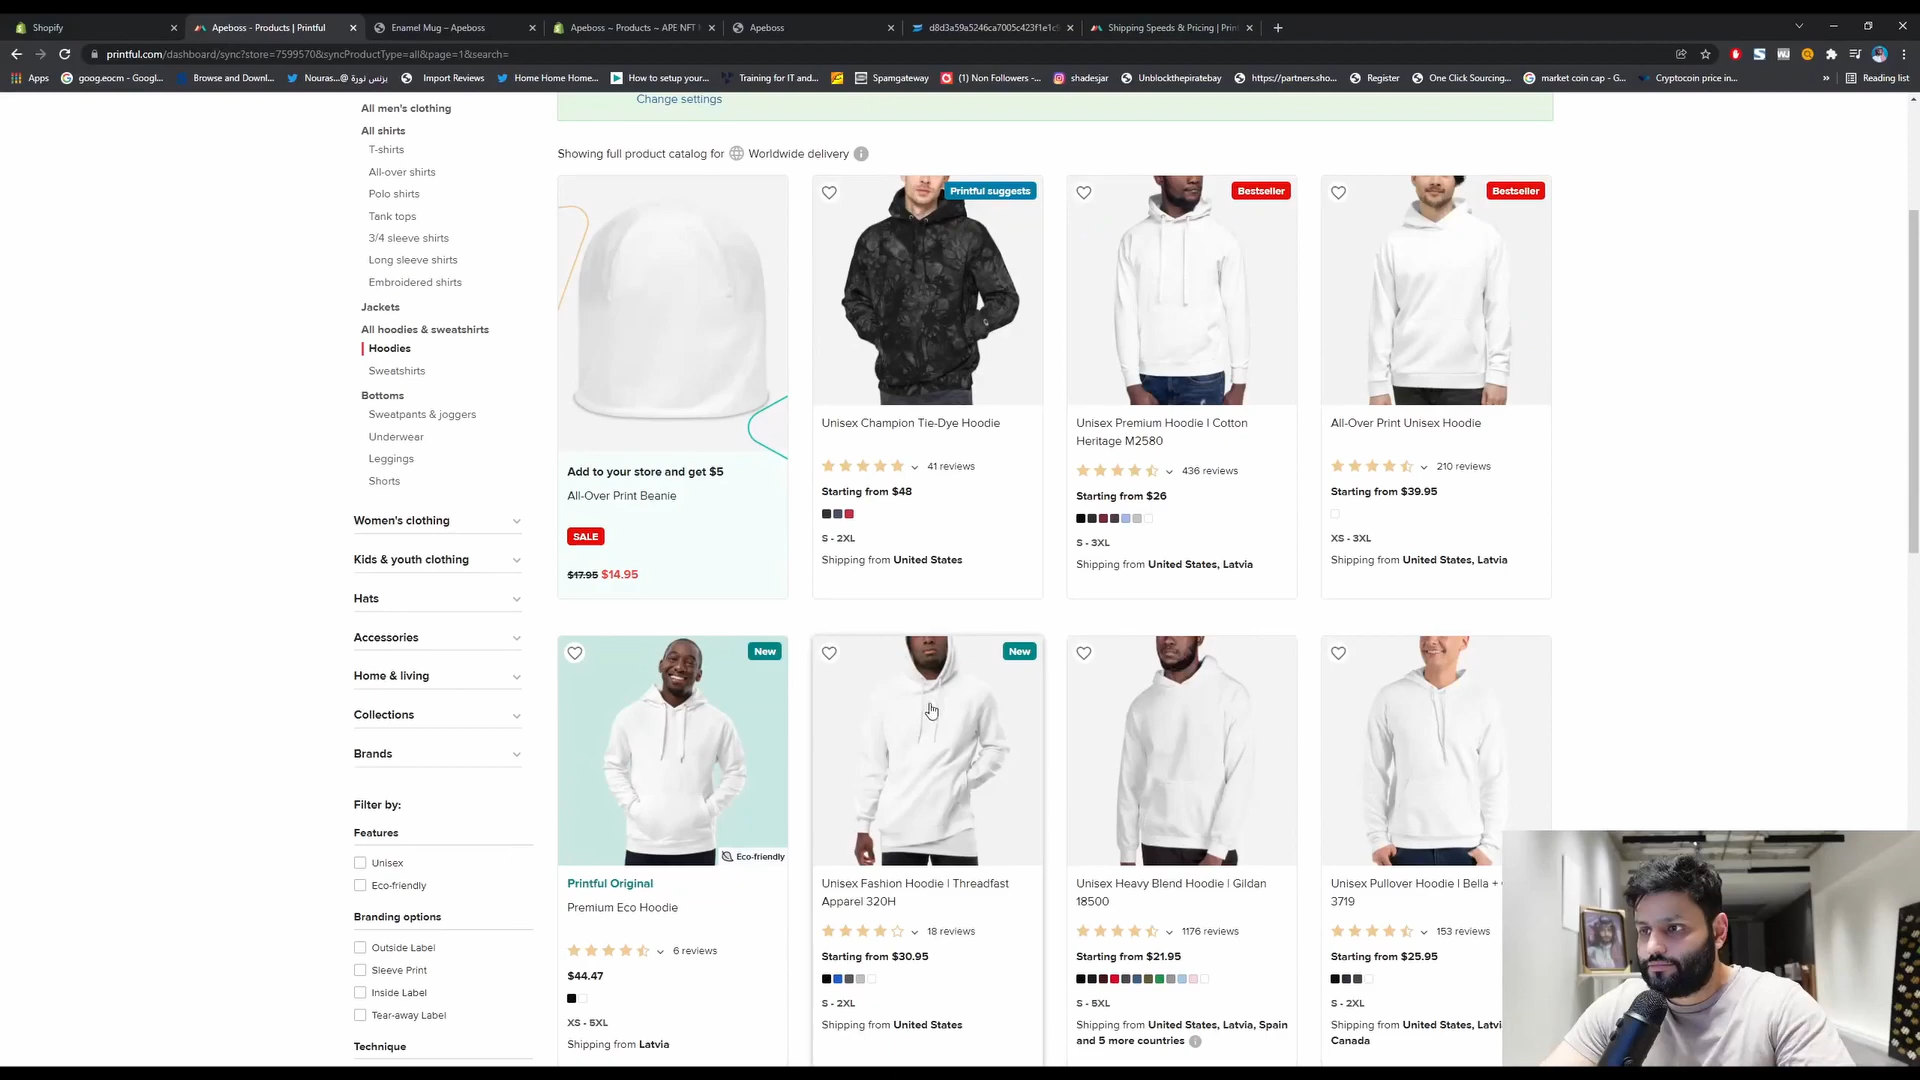 Shopify
Apeboss - Products | Printful
Enamel Mug – Apeboss
Apeboss ~ Products ~ APE NFT
Apeboss
d8d3a59a5246ca7005c423f1e1c
Shipping Speeds & Pricing | Prin
printful.com/dashboard/sync?store=7599570&syncProductType=all&page=1&search=
Apps
goog.eocm - Googl...
Browse and Downl...
Nouras...@بزنس نورة
Import Reviews
Home Home Home...
How to setup your...
Training for IT and...
Spamgateway
(1) Non Followers -...
shadesjar
Unblockthepiratebay
https://partners.sho...
Register
One Click Sourcing...
market coin cap - G...
Cryptocoin price in...
»
Reading list
All men's clothing
All shirts
T-shirts
All-over shirts
Polo shirts
Tank tops
3/4 sleeve shirts
Long sleeve shirts
Embroidered shirts
Jackets
All hoodies & sweatshirts
Hoodies
Sweatshirts
Bottoms
Sweatpants & joggers
Underwear
Leggings
Shorts
Women's clothing
Kids & youth clothing
Hats
Accessories
Home & living
Collections
Brands
Filter by:
Features
Unisex
Eco-friendly
Branding options
Outside Label
Sleeve Print
Inside Label
Tear-away Label
Technique
Change settings
Showing full product catalog for Worldwide delivery
Add to your store and get $5
All-Over Print Beanie
SALE
$17.95 $14.95
Printful suggests
Unisex Champion Tie-Dye Hoodie
41 reviews
Starting from $48
S - 2XL
Shipping from United States
Bestseller
Unisex Premium Hoodie | Cotton
Heritage M2580
436 reviews
Starting from $26
S - 3XL
Shipping from United States, Latvia
Bestseller
All-Over Print Unisex Hoodie
210 reviews
Starting from $39.95
XS - 3XL
Shipping from United States, Latvia
New
Eco-friendly
Printful Original
Premium Eco Hoodie
6 reviews
$44.47
XS - 5XL
Shipping from Latvia
New
Unisex Fashion Hoodie | Threadfast
Apparel 320H
18 reviews
Starting from $30.95
S - 2XL
Shipping from United States
Unisex Heavy Blend Hoodie | Gildan
18500
1176 reviews
Starting from $21.95
S - 5XL
Shipping from United States, Latvia, Spain
and 5 more countries
Unisex Pullover Hoodie | Bella +
3719
153 reviews
Starting from $25.95
S - 2XL
Shipping from United States, Latvi
Canada